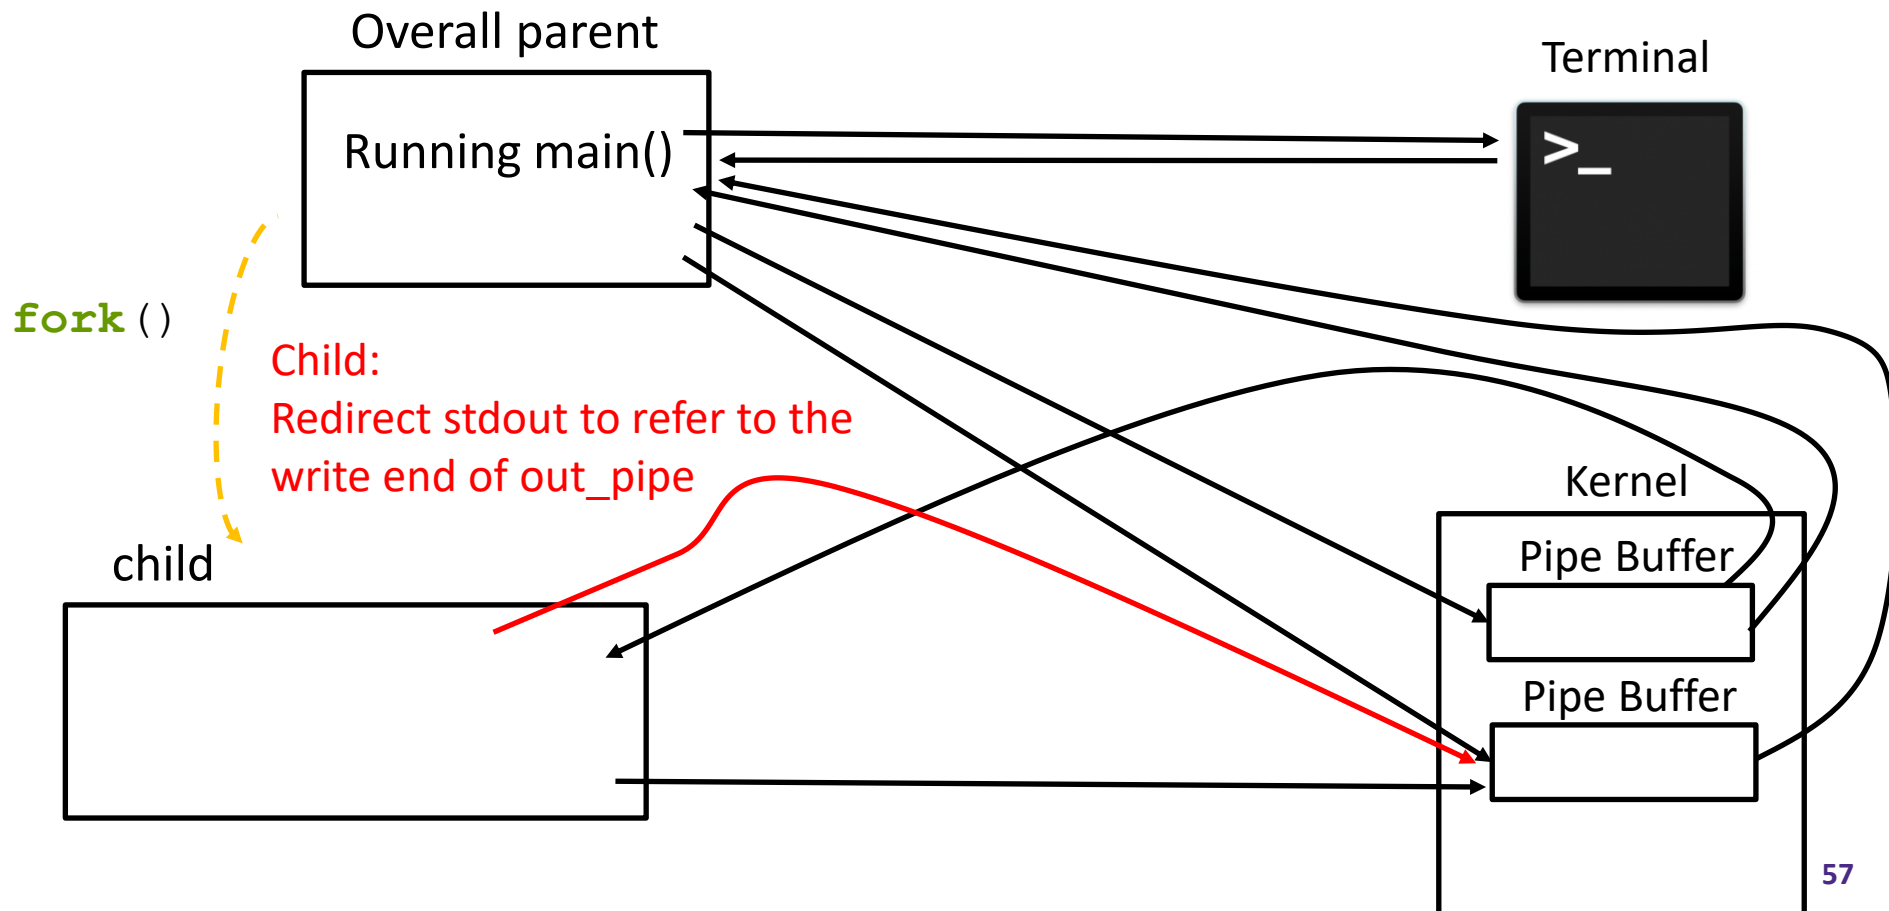 Overall parent
Terminal
Running main()
>_
fork()
Child:
Redirect stdout to refer to the
write end of out_pipe
Kernel
child
Pipe Buffer
Pipe Buffer
57